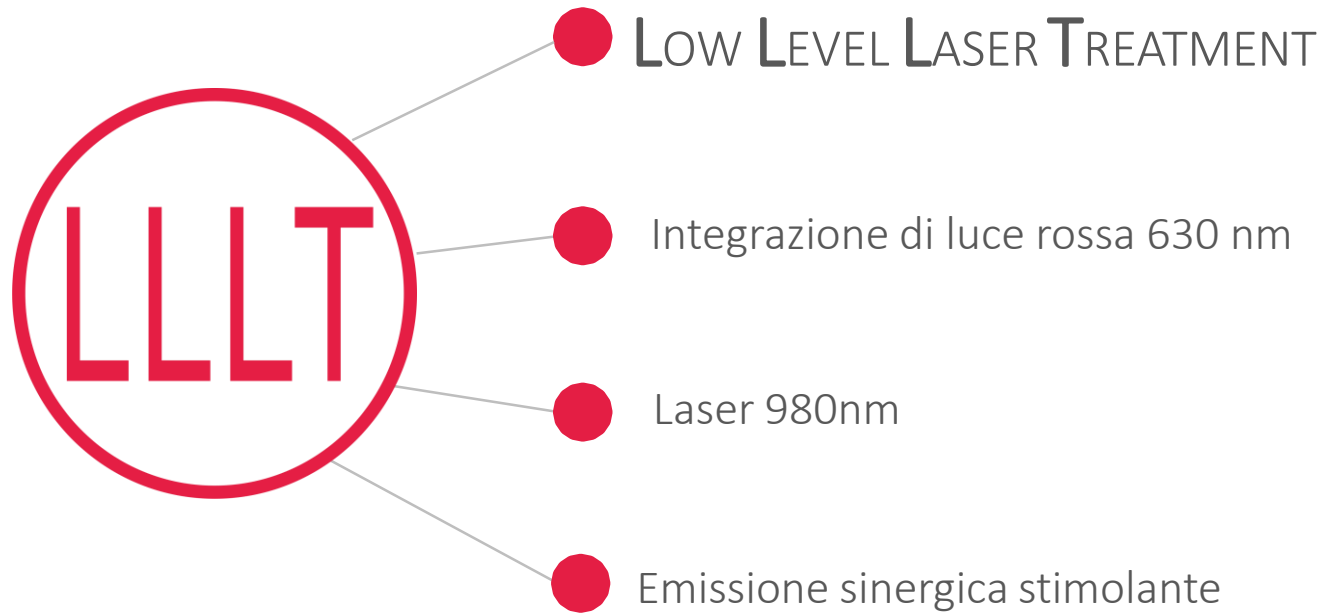 LOW LEVEL LASER TREATMENT
LLLT
Integrazione di luce rossa 630 nm
Laser 980nm
Emissione sinergica stimolante